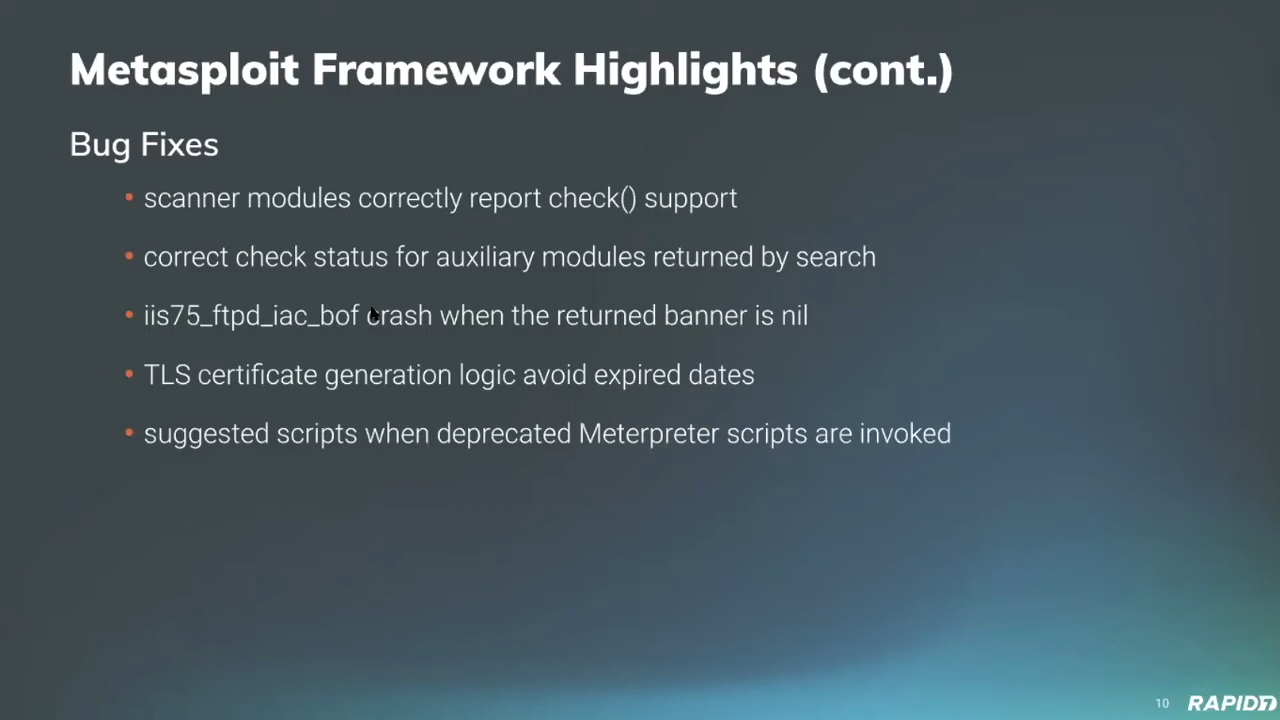 Metasploit Framework Highlights (cont.)
Bug Fixes
• scanner modules correctly report check() support
• correct check status for auxiliary modules returned by search
• iis75_ftpd_iac_bof crash when the returned banner is nil
• TLS certificate generation logic avoid expired dates
• suggested scripts when deprecated Meterpreter scripts are invoked
10 RAPID7